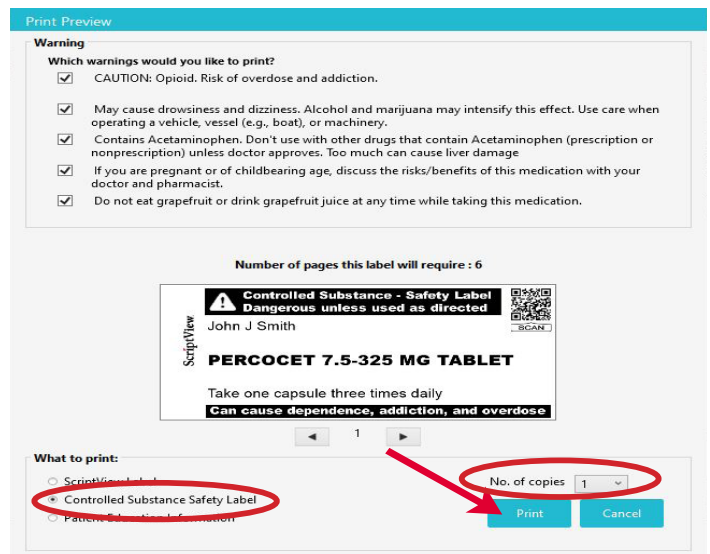 Print Preview
Warning
Which warnings would you like to print?
CAUTION: Opioid. Risk of overdose and addiction.
May cause drowsiness and dizziness. Alcohol and marijuana may intensify this effect. Use care when
operating a vehicle, vessel (e.g., boat), or machinery.
Contains Acetaminophen. Don't use with other drugs that contain Acetaminophen (prescription or
nonprescription) unless doctor approves. Too much can cause liver damage
If you are pregnant or of childbearing age, discuss the risks/benefits of this medication with your
doctor and pharmacist.
Do not eat grapefruit or drink grapefruit juice at any time while taking this medication.
Number of pages this label will require : 6
ScriptView
Controlled Substance - Safety Label
Dangerous unless used as directed
SCAN
John J Smith
PERCOCET 7.5-325 MG TABLET
Take one capsule three times daily
Can cause dependence, addiction, and overdose
1
What to print:
ScriptView Label
Controlled Substance Safety Label
Patient Education Information
No. of copies 1
Print Cancel